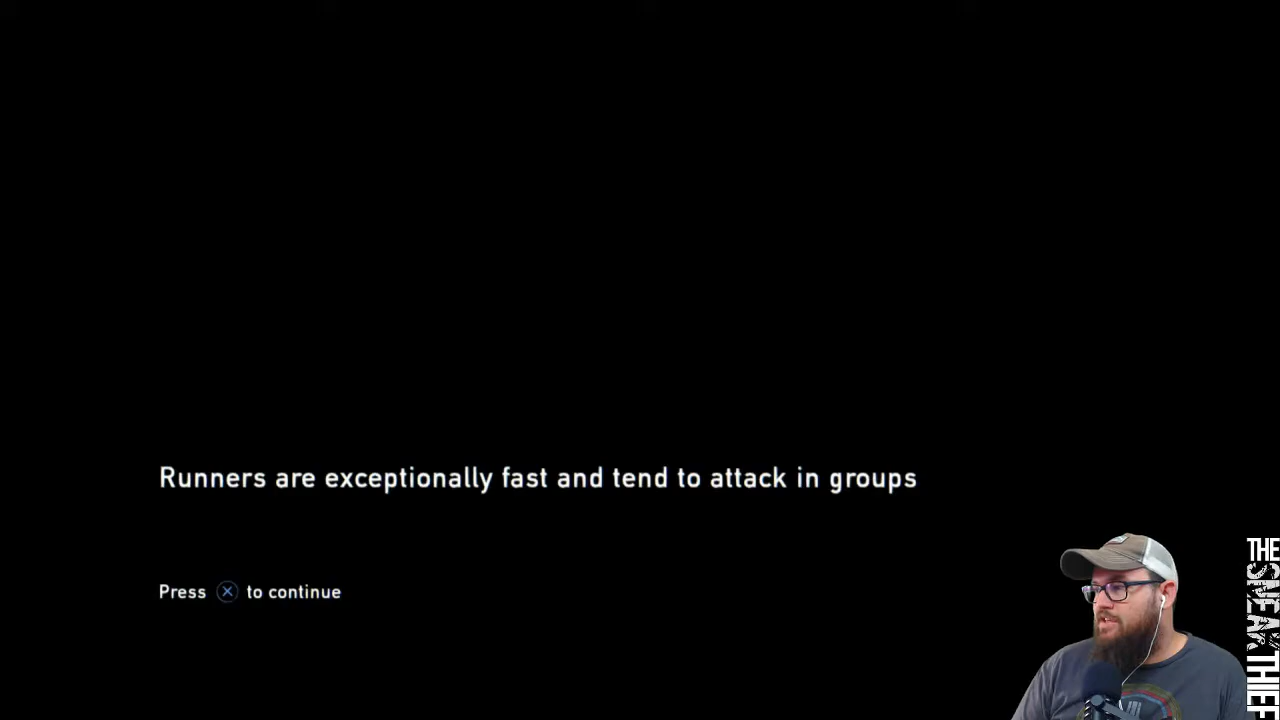 Runners are exceptionally fast and tend to attack in groups
Press ⓧ to continue
THE
SNEAK
THIEF